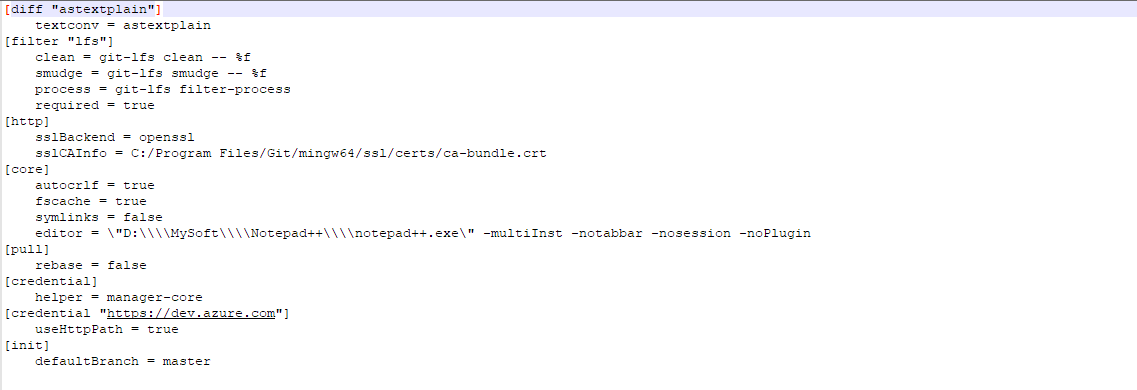 [diff "astextplain"]
    textconv = astextplain
[filter "lfs"]
    clean = git-lfs clean -- %f
    smudge = git-lfs smudge -- %f
    process = git-lfs filter-process
    required = true
[http]
    sslBackend = openssl
    sslCAInfo = C:/Program Files/Git/mingw64/ssl/certs/ca-bundle.crt
[core]
    autocrlf = true
    fscache = true
    symlinks = false
    editor = \"D:\\\\MySoft\\\\Notepad++\\\\notepad++.exe\" -multiInst -notabbar -nosession -noPlugin
[pull]
    rebase = false
[credential]
    helper = manager-core
[credential "https://dev.azure.com"]
    useHttpPath = true
[init]
    defaultBranch = master